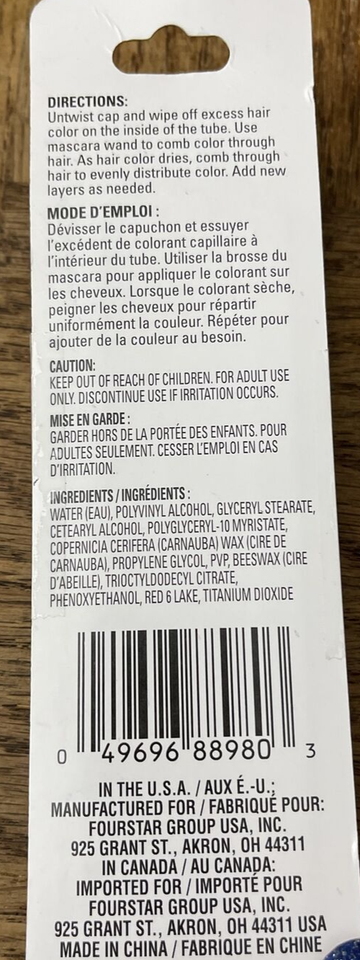 DIRECTIONS:
Untwist cap and wipe off excess hair
color on the inside of the tube. Use
mascara wand to comb color through
hair. As hair color dries, comb through
hair to evenly distribute color. Add new
layers as needed.
MODE D'EMPLOI :
Dévisser le capuchon et essuyer
l'excédent de colorant capillaire à
l'intérieur du tube. Utiliser la brosse du
mascara pour appliquer le colorant sur
les cheveux. Lorsque le colorant sèche,
peigner les cheveux pour répartir
uniformément la couleur. Répéter pour
ajouter de la couleur au besoin.
CAUTION:
KEEP OUT OF REACH OF CHILDREN. FOR ADULT USE
ONLY. DISCONTINUE USE IF IRRITATION OCCURS.
MISE EN GARDE :
GARDER HORS DE LA PORTÉE DES ENFANTS. POUR
ADULTES SEULEMENT. CESSER L'EMPLOI EN CAS
D'IRRITATION.
INGREDIENTS / INGRÉDIENTS :
WATER (EAU), POLYVINYL ALCOHOL, GLYCERYL STEARATE,
CETEARYL ALCOHOL, POLYGLYCERYL-10 MYRISTATE,
COPERNICIA CERIFERA (CARNAUBA) WAX (CIRE DE
CARNAUBA), PROPYLENE GLYCOL, PVP, BEESWAX (CIRE
D'ABEILLE), TRIOCTYLDODECYL CITRATE,
PHENOXYETHANOL, RED 6 LAKE, TITANIUM DIOXIDE
0 49696 88980 3
IN THE U.S.A. / AUX É.-U.;
MANUFACTURED FOR / FABRIQUÉ POUR:
FOURSTAR GROUP USA, INC.
925 GRANT ST., AKRON, OH 44311
IN CANADA / AU CANADA:
IMPORTED FOR / IMPORTÉ POUR
FOURSTAR GROUP USA, INC.
925 GRANT ST., AKRON, OH 44311 USA
MADE IN CHINA / FABRIQUÉ EN CHINE